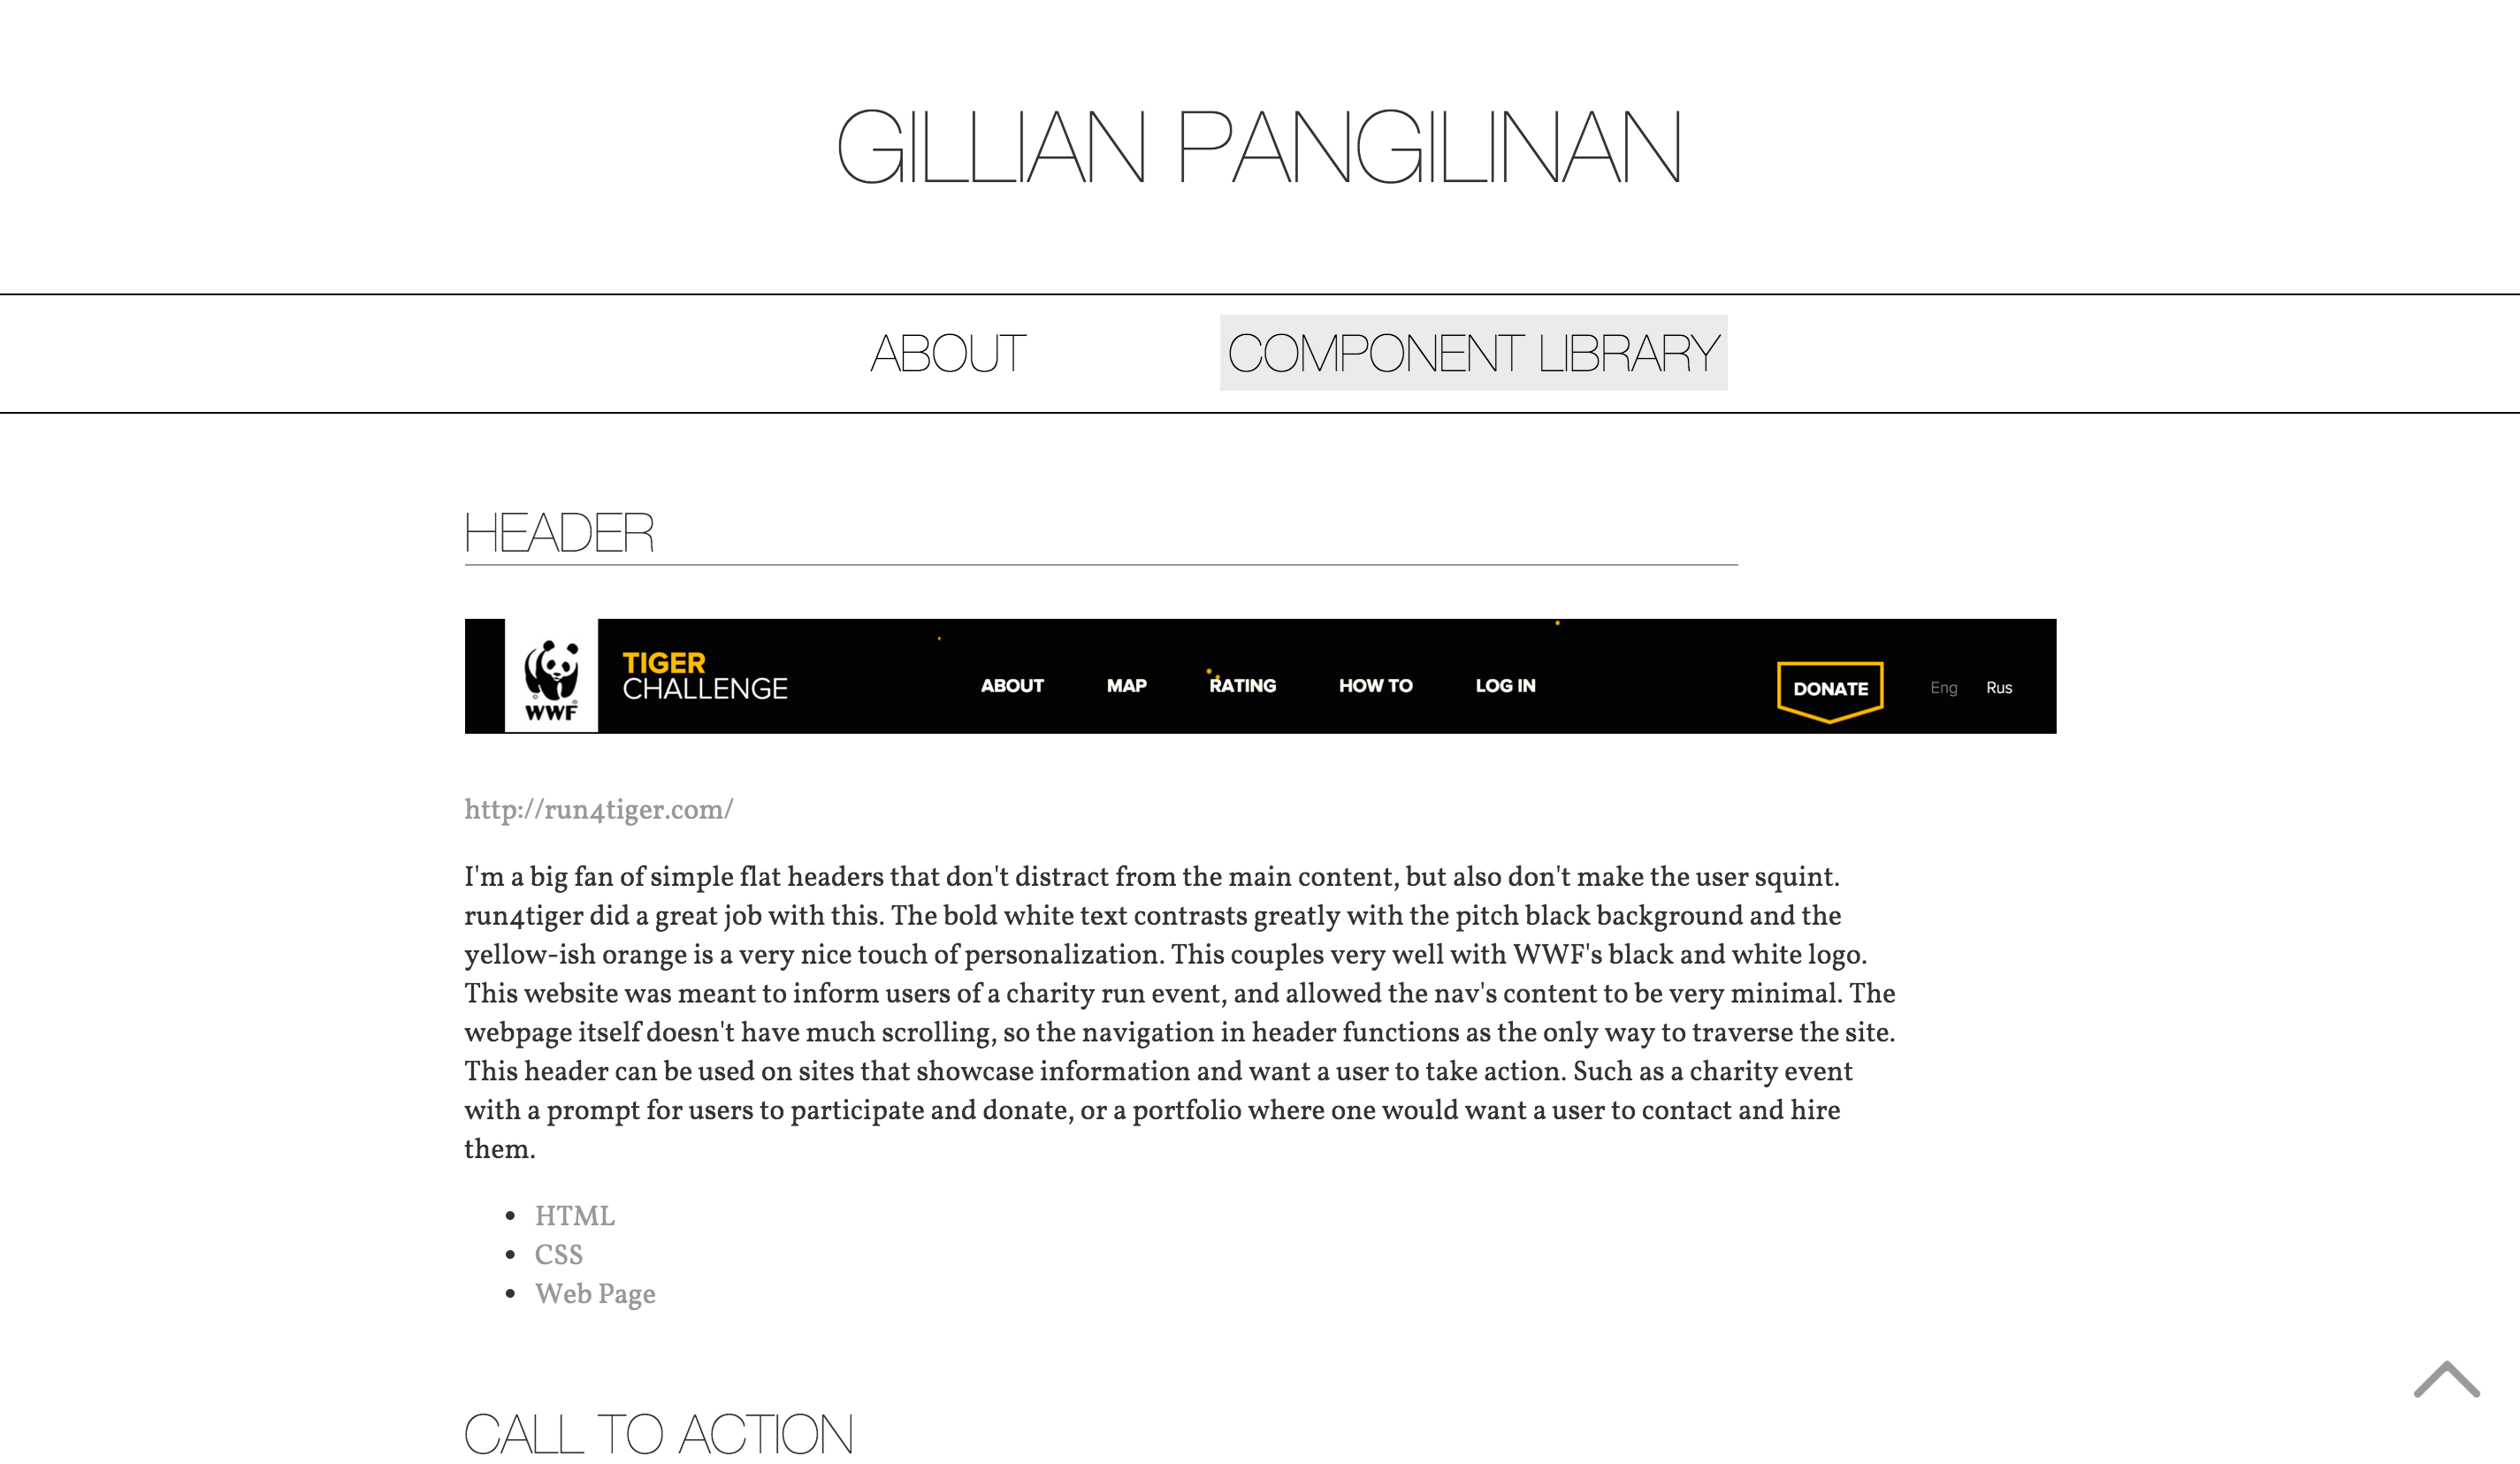 GILLIAN PANGILINAN
ABOUT COMPONENT LIBRARY
HEADER
WWF TIGER CHALLENGE ABOUT MAP RATING HOW TO LOG IN DONATE Eng Rus
http://run4tiger.com/
I'm a big fan of simple flat headers that don't distract from the main content, but also don't make the user squint.
run4tiger did a great job with this. The bold white text contrasts greatly with the pitch black background and the
yellow-ish orange is a very nice touch of personalization. This couples very well with WWF's black and white logo.
This website was meant to inform users of a charity run event, and allowed the nav's content to be very minimal. The
webpage itself doesn't have much scrolling, so the navigation in header functions as the only way to traverse the site.
This header can be used on sites that showcase information and want a user to take action. Such as a charity event
with a prompt for users to participate and donate, or a portfolio where one would want a user to contact and hire
them.
HTML
CSS
Web Page
CALL TO ACTION